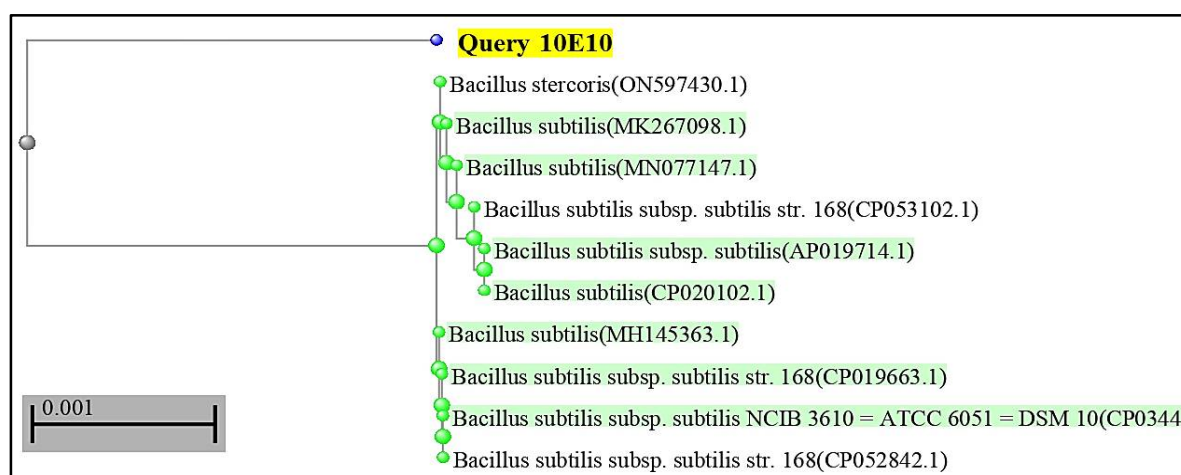 Query 10E10
Bacillus stercoris(ON597430.1)
Bacillus subtilis(MK267098.1)
Bacillus subtilis(MN077147.1)
Bacillus subtilis subsp. subtilis str. 168(CP053102.1)
Bacillus subtilis subsp. subtilis(AP019714.1)
Bacillus subtilis(CP020102.1)
Bacillus subtilis(MH145363.1)
Bacillus subtilis subsp. subtilis str. 168(CP019663.1)
Bacillus subtilis subsp. subtilis NCIB 3610 = ATCC 6051 = DSM 10(CP0344
Bacillus subtilis subsp. subtilis str. 168(CP052842.1)
0.001